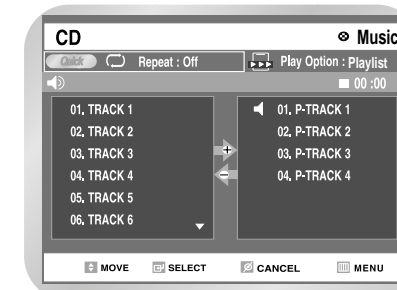 CD Music
Quick Repeat : Off Play Option : Playlist
00 :00
01. TRACK 1 01. P-TRACK 1
02. TRACK 2 02. P-TRACK 2
03. TRACK 3 03. P-TRACK 3
04. TRACK 4 04. P-TRACK 4
05. TRACK 5
06. TRACK 6
MOVE SELECT CANCEL MENU